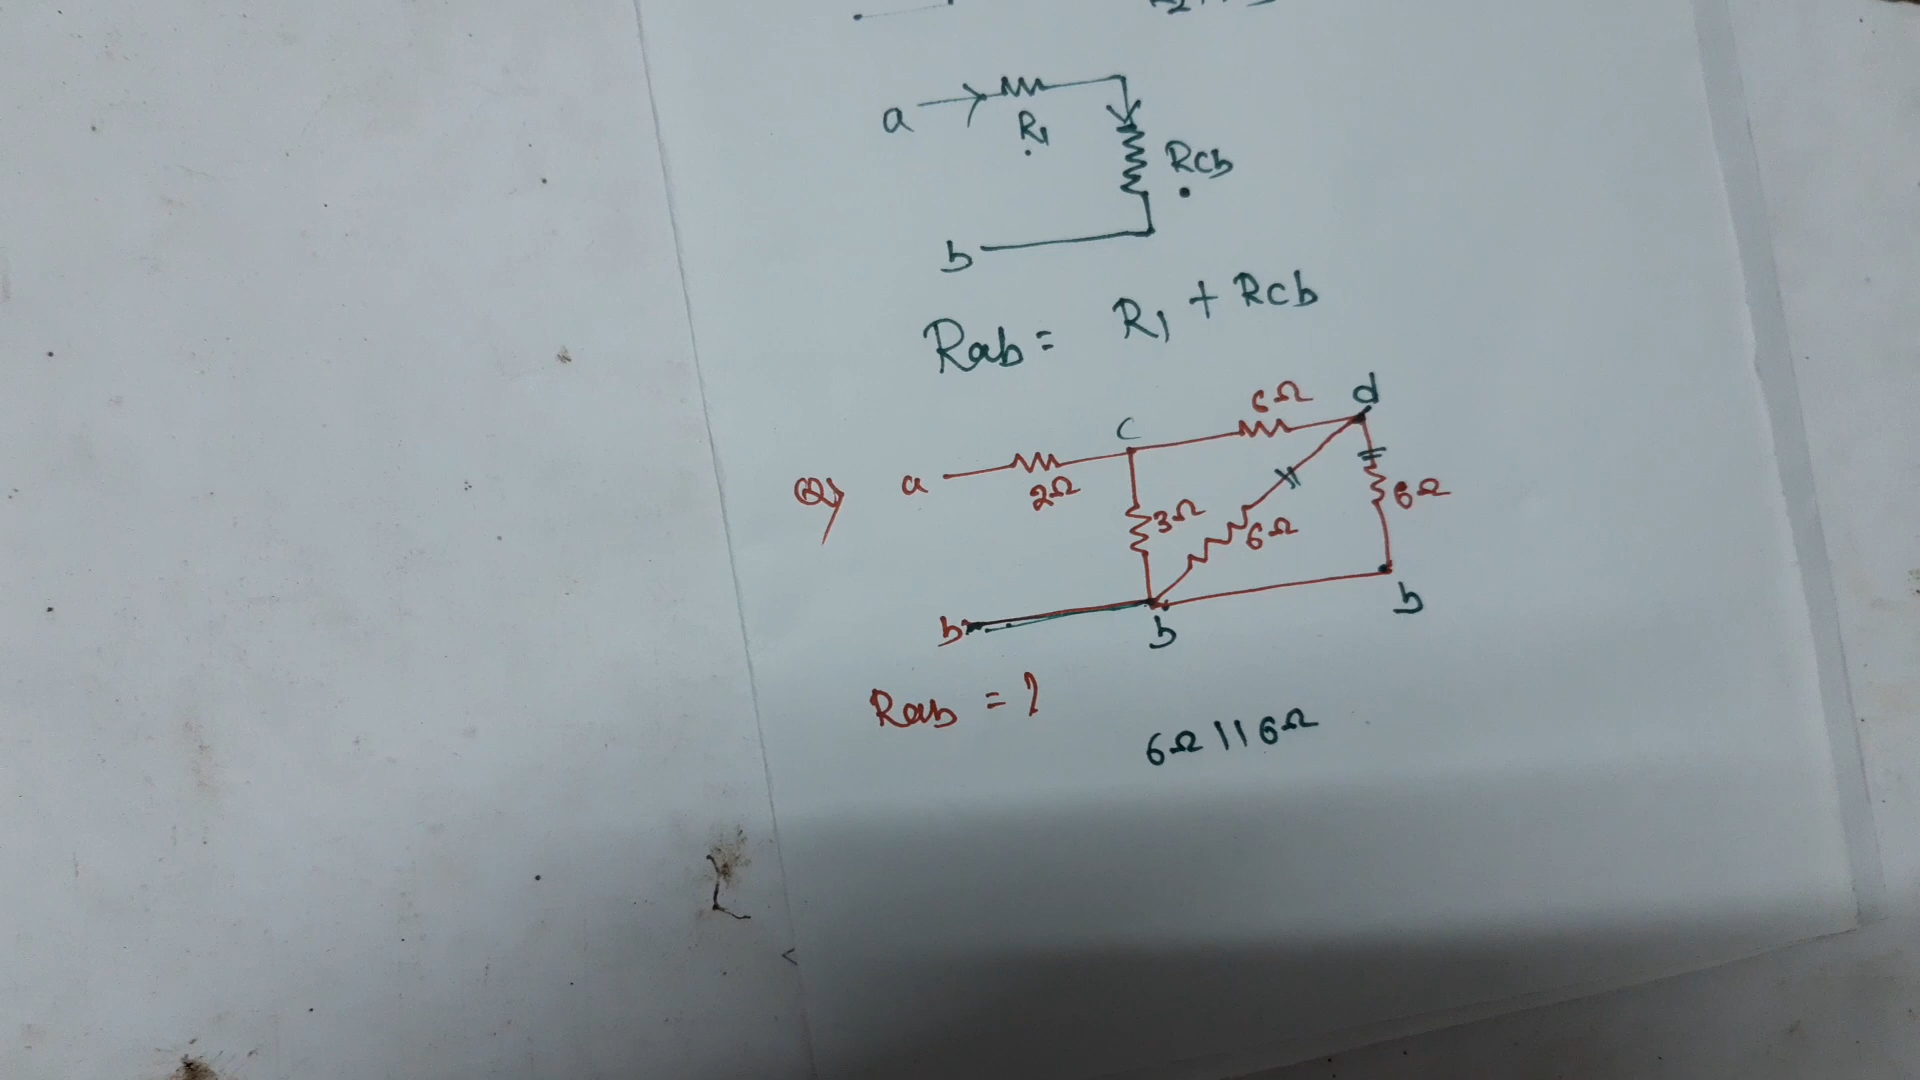 a
R₁
Rcb
b
Rab = R₁ + Rcb
Q) a 2Ω c 6Ω d
3Ω 6Ω 6Ω
b b b
Rab = ?
6Ω || 6Ω